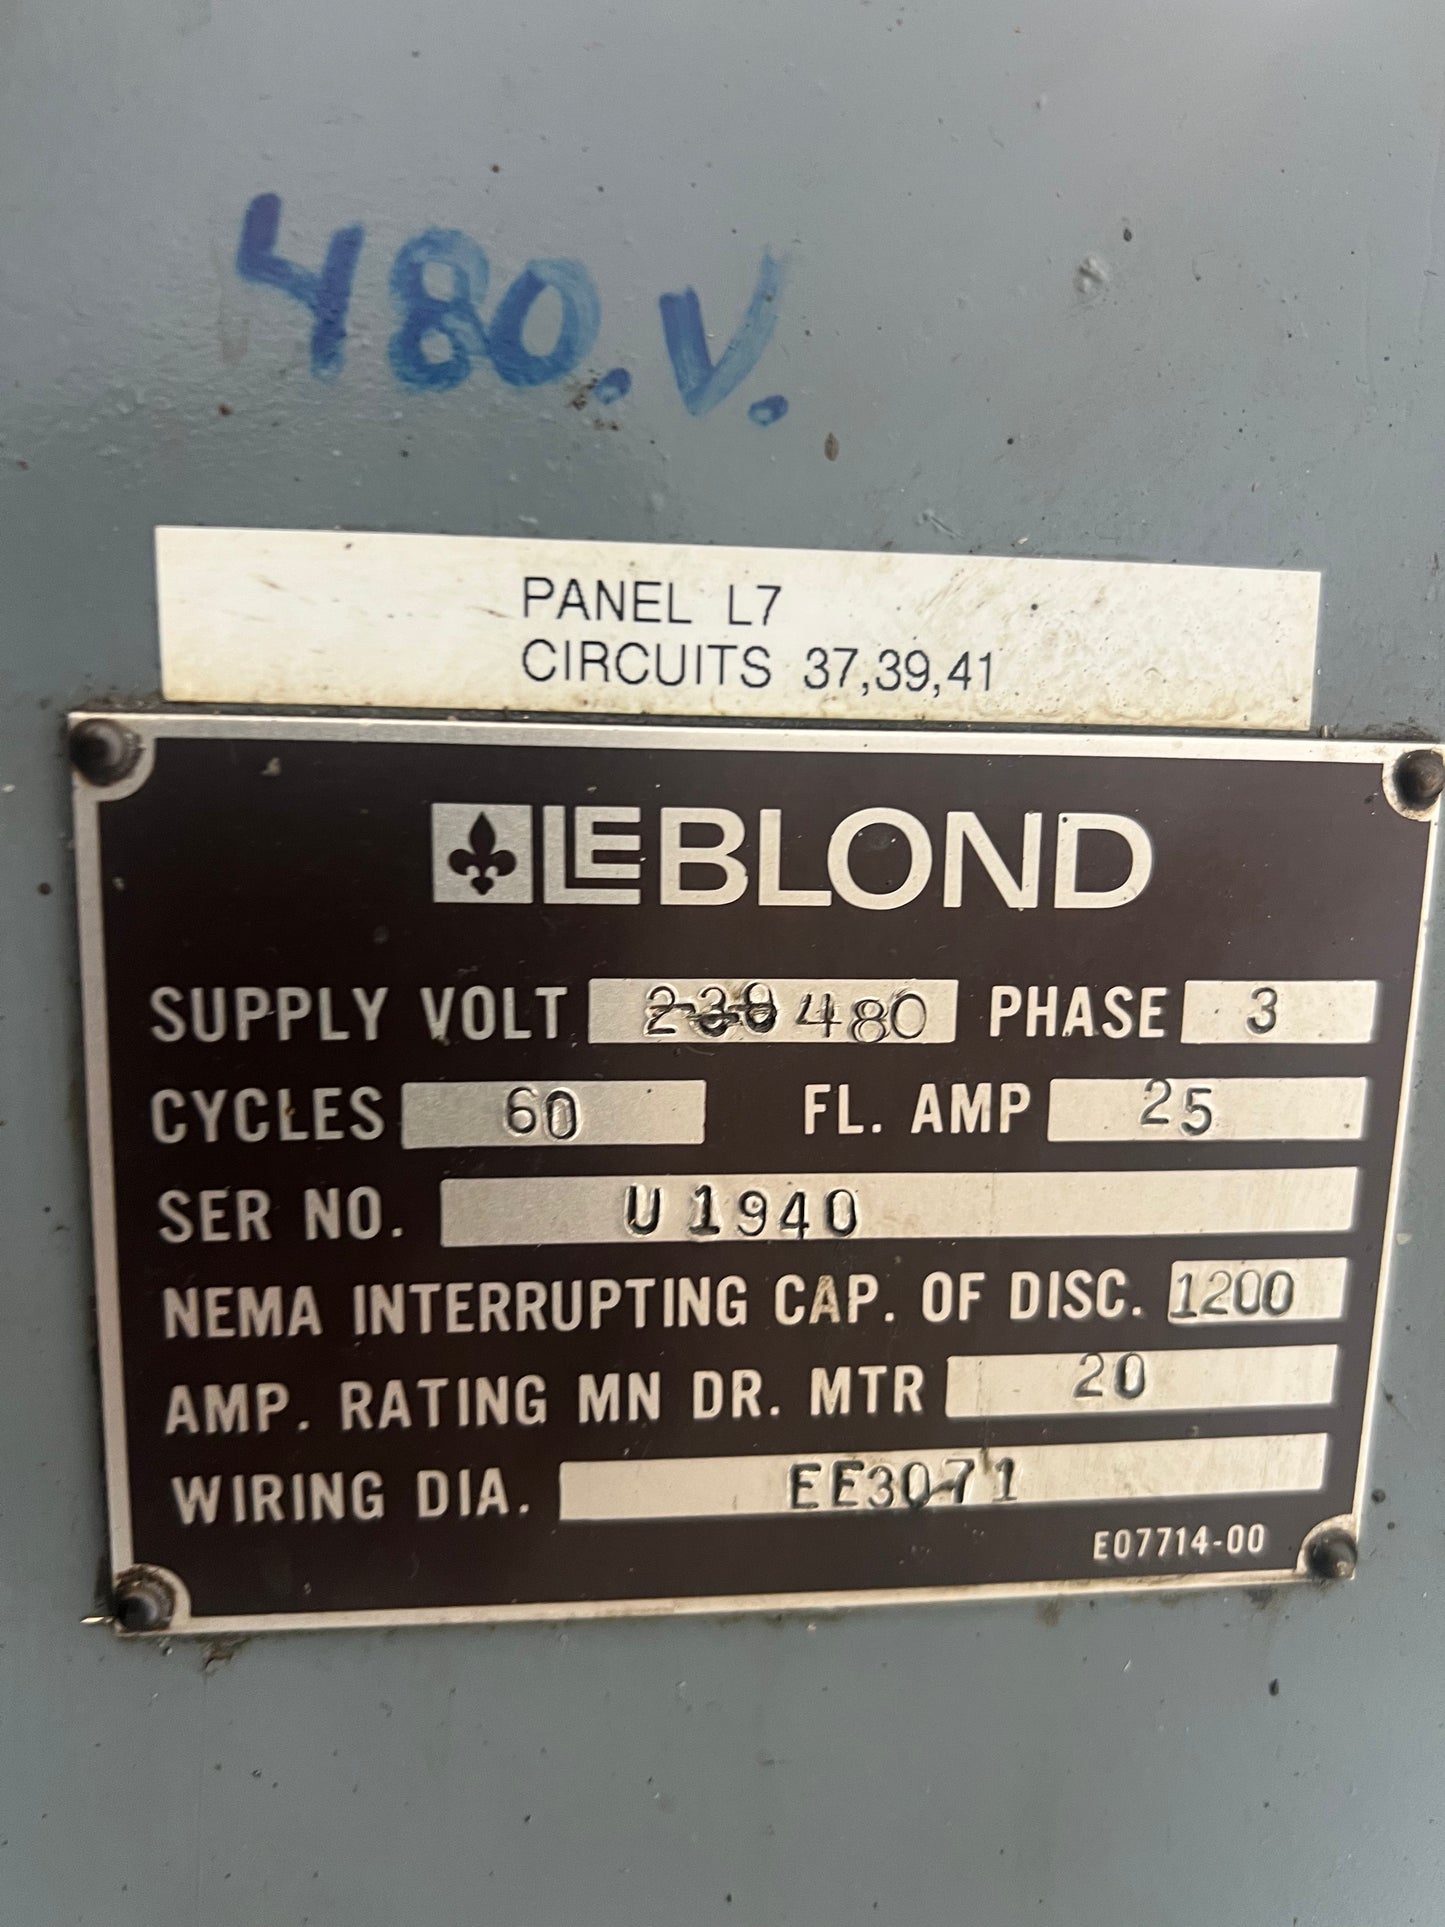 480.V.
PANEL L7
CIRCUITS 37,39,41
LEBLOND
SUPPLY VOLT 230 480 PHASE 3
CYCLES 60 FL. AMP 25
SER NO. U1940
NEMA INTERRUPTING CAP. OF DISC. 1200
AMP. RATING MN DR. MTR 20
WIRING DIA. EE3071
E07714-00